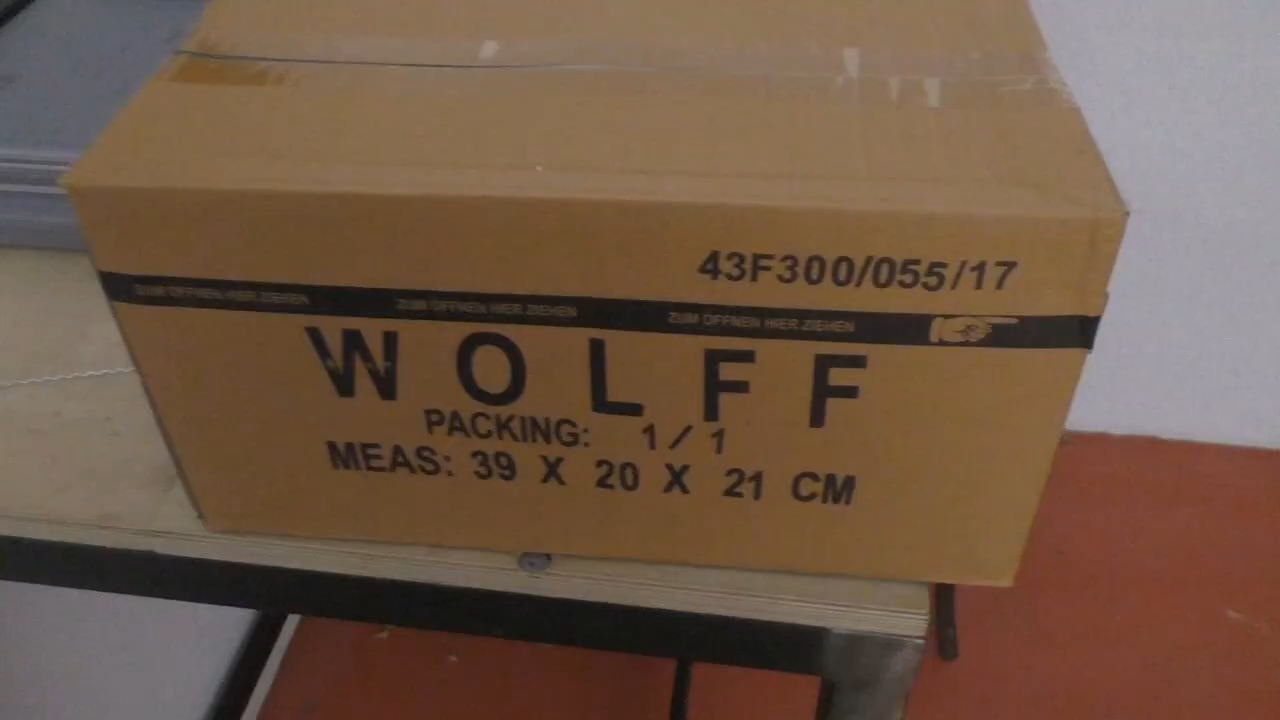 43F300/055/17
ZUM ÖFFNEN HIER ZIEHEN ZUM ÖFFNEN HIER ZIEHEN ZUM ÖFFNEN HIER ZIEHEN
WOLFF
PACKING: 1/1
MEAS: 39 X 20 X 21 CM